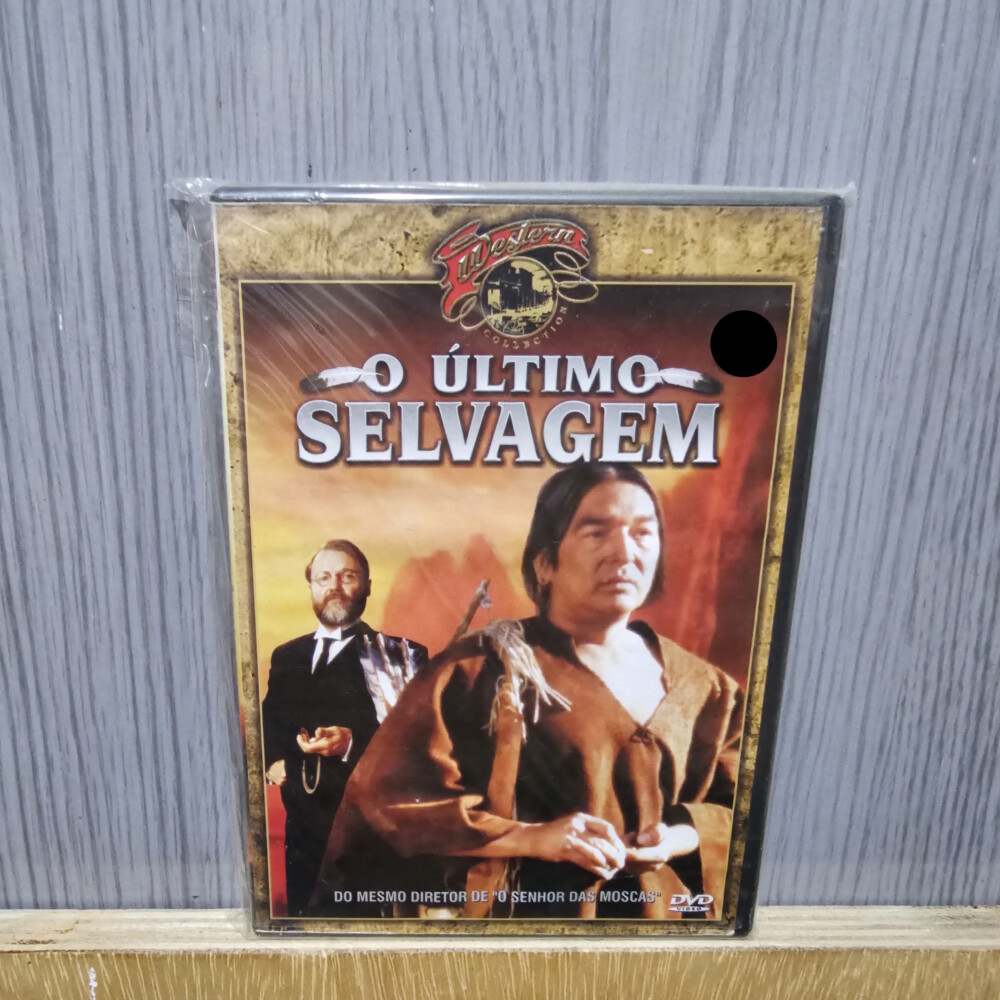 Western
COLLECTION
O ÚLTIMO
SELVAGEM
DO MESMO DIRETOR DE "O SENHOR DAS MOSCAS"
DVD
VIDEO